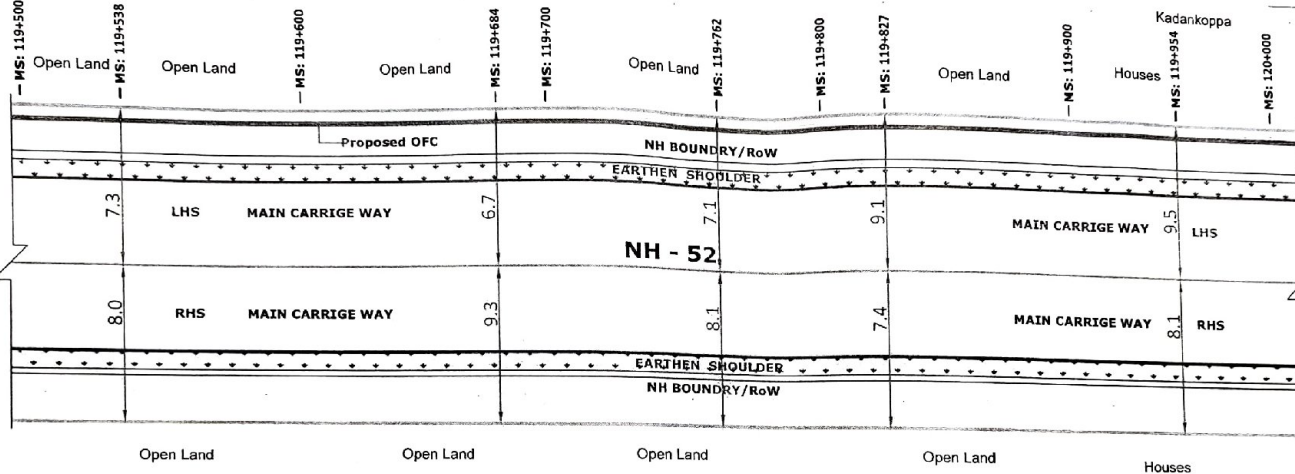 MS: 119+500
MS: 119+538
MS: 119+600
MS: 119+684
MS: 119+700
MS: 119+762
MS: 119+800
MS: 119+827
MS: 119+900
MS: 119+954
MS: 120+000
Kadankoppa
Open Land
Open Land
Open Land
Open Land
Open Land
Houses
Proposed OFC
NH BOUNDRY/RoW
EARTHEN SHOULDER
7.3
LHS
MAIN CARRIGE WAY
6.7
7.1
9.1
MAIN CARRIGE WAY
9.5
LHS
NH - 52
8.0
RHS
MAIN CARRIGE WAY
9.3
8.1
7.4
MAIN CARRIGE WAY
8.1
RHS
EARTHEN SHOULDER
NH BOUNDRY/RoW
Open Land
Open Land
Open Land
Open Land
Houses